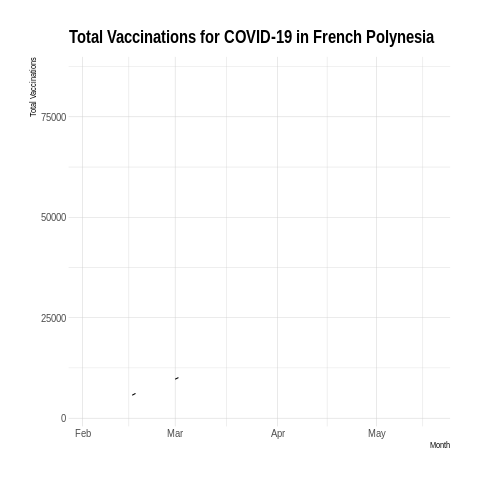 Total Vaccinations for COVID-19 in French Polynesia
Total Vaccinations
75000
50000
25000
0
Feb Mar Apr May
Month